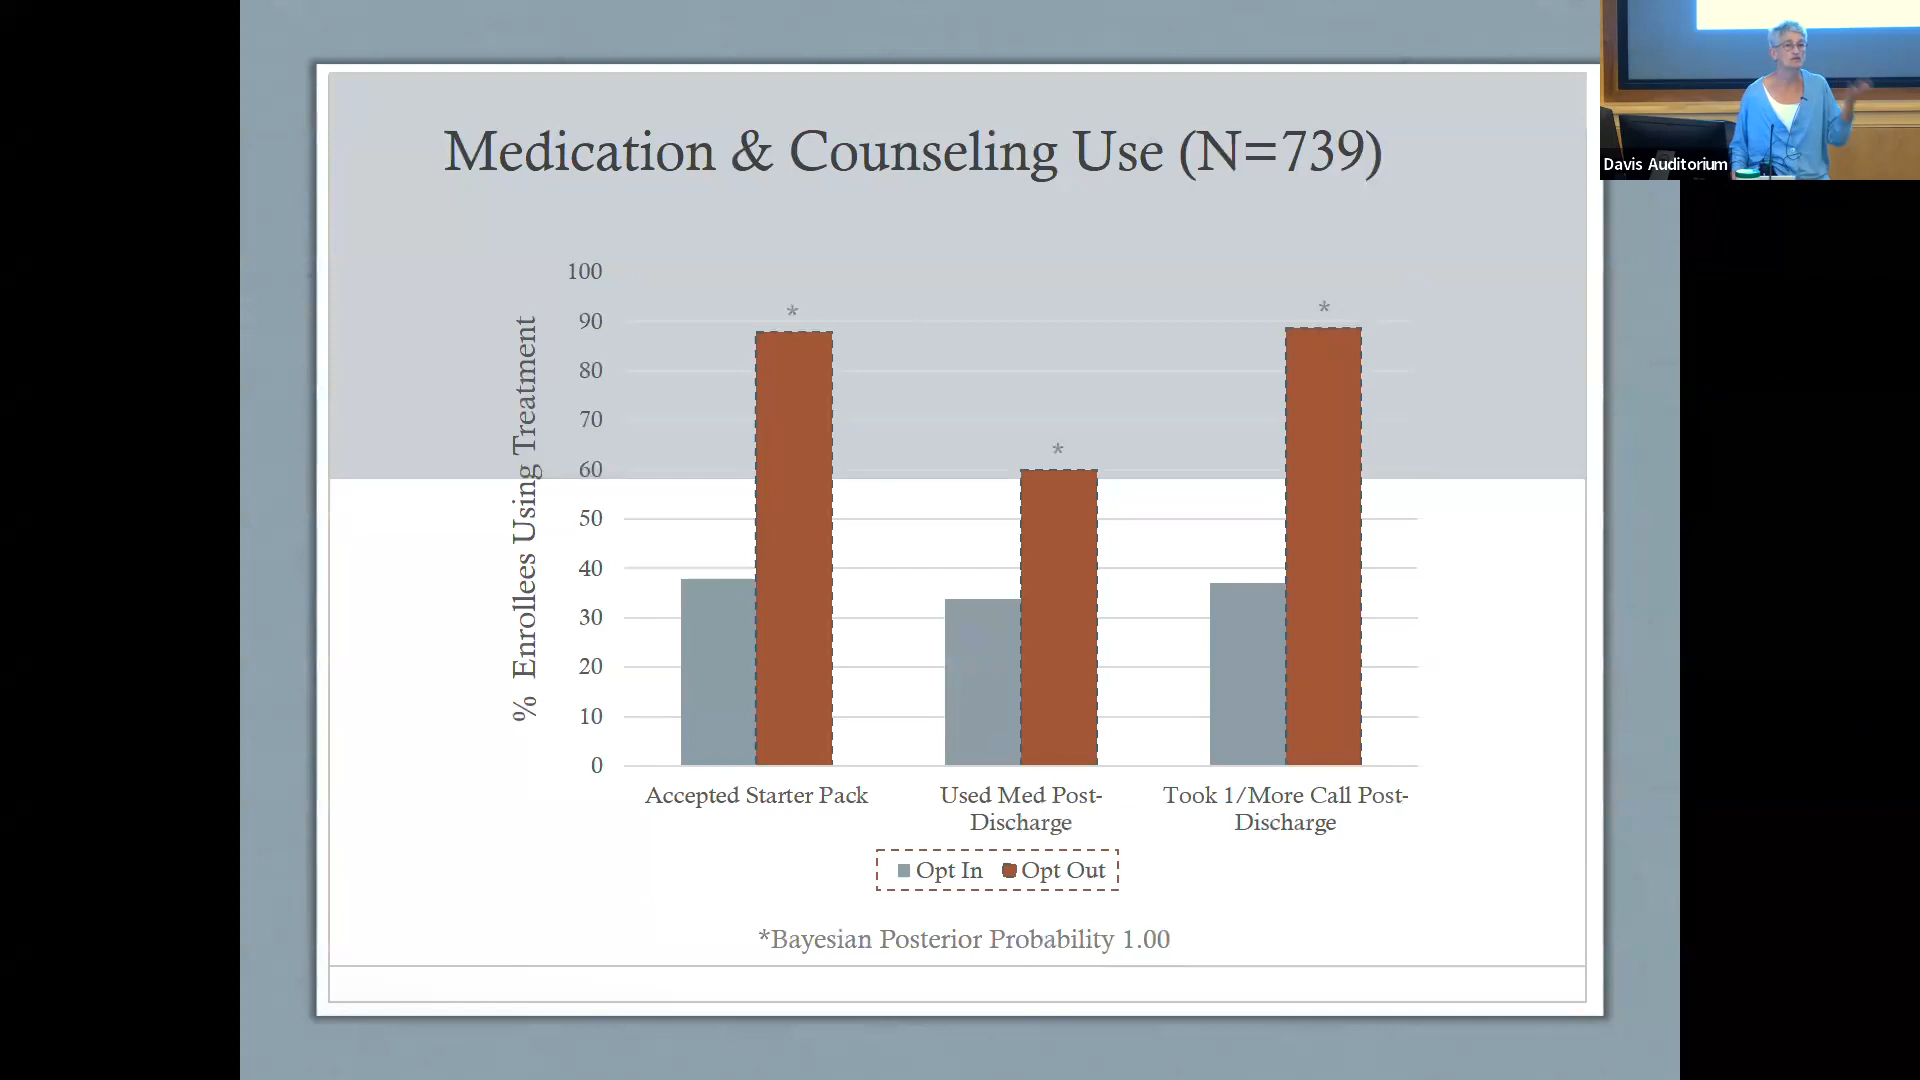 Medication & Counseling Use (N=739)
Davis Auditorium
% Enrollees Using Treatment
100
90
80
70
60
50
40
30
20
10
0
*
*
*
Accepted Starter Pack
Used Med Post-
Discharge
Took 1/More Call Post-
Discharge
Opt In
Opt Out
*Bayesian Posterior Probability 1.00